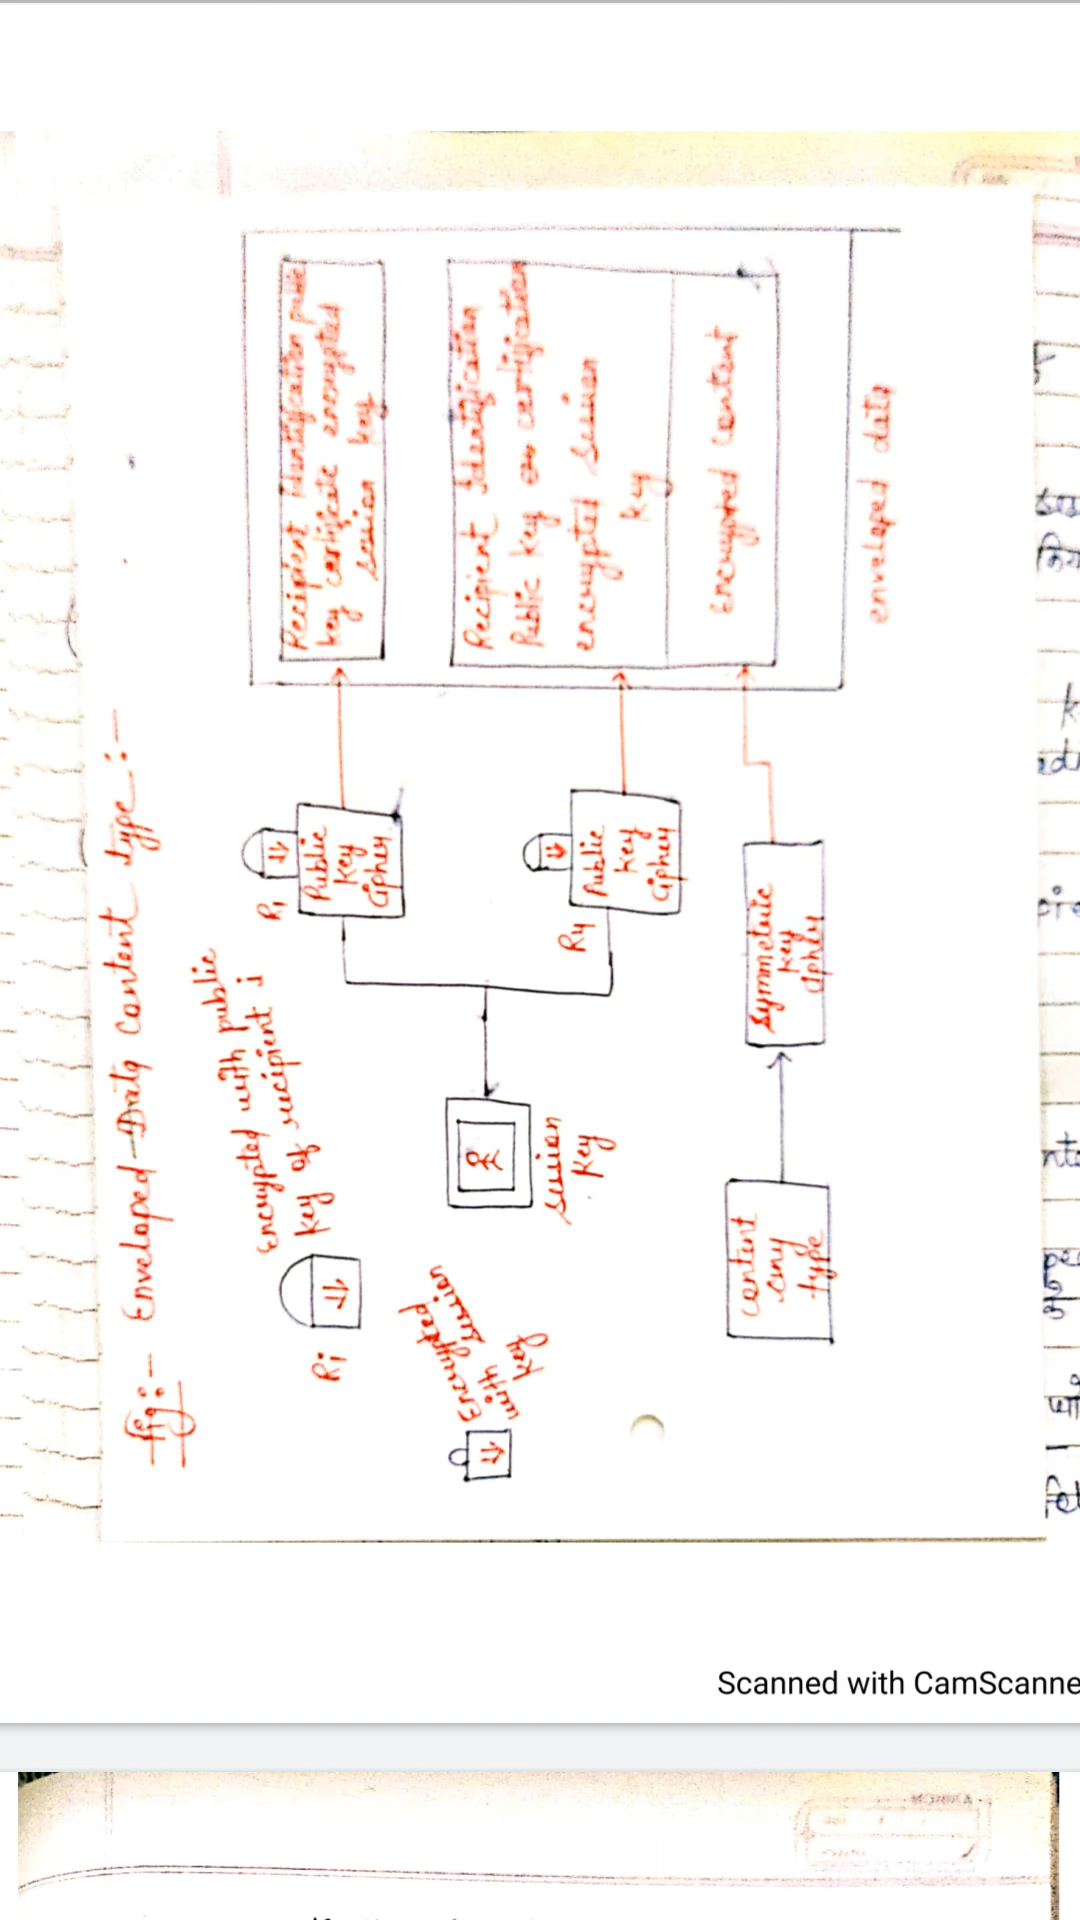 fig:- Enveloped-Data Content type:-
Ri
Encrypted with public
key of recipient i
Encrypted
with session
key
session
key
R1
Public
key
cipher
R4
Public
key
cipher
Content
any
type
Symmetric
key
cipher
Recipient Identification public
key certificate encrypted
session key
Recipient Identification
Public key certification
encrypted session
key
Encrypted content
enveloped data
Scanned with CamScanne